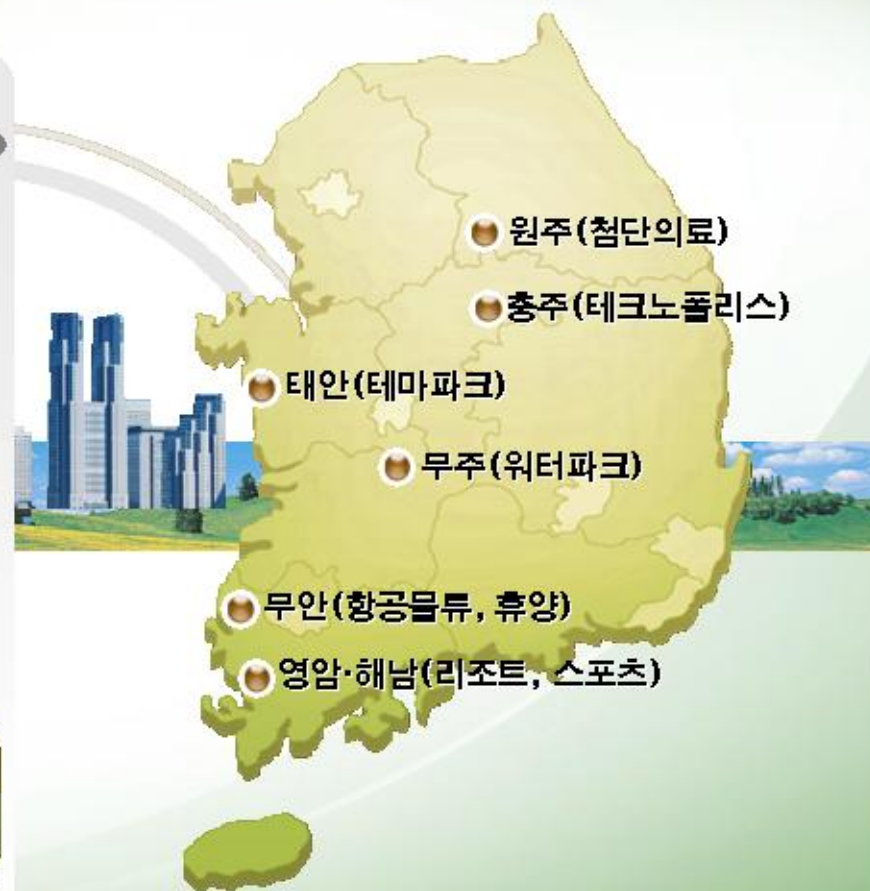 원주(첨단의료)
충주(테크노폴리스)
태안(테마파크)
무주(워터파크)
무안(항공물류, 휴양)
영암·해남(리조트, 스포츠)